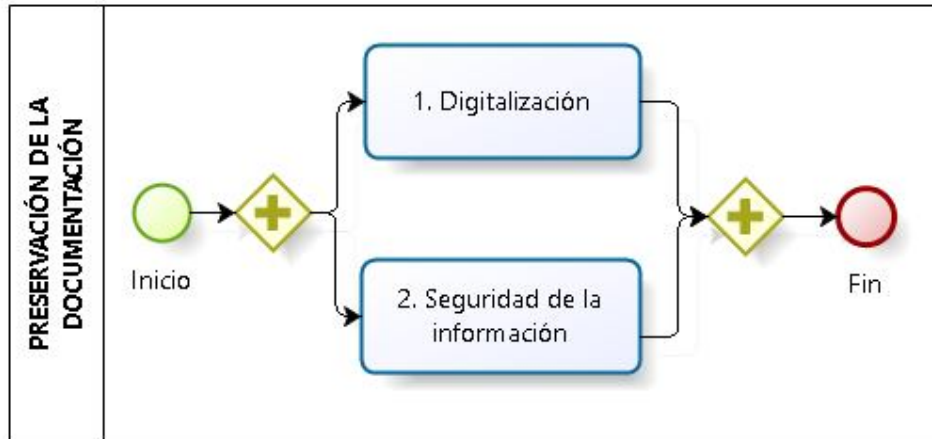 PRESERVACIÓN DE LA
DOCUMENTACIÓN
Inicio
1. Digitalización
2. Seguridad de la
información
Fin